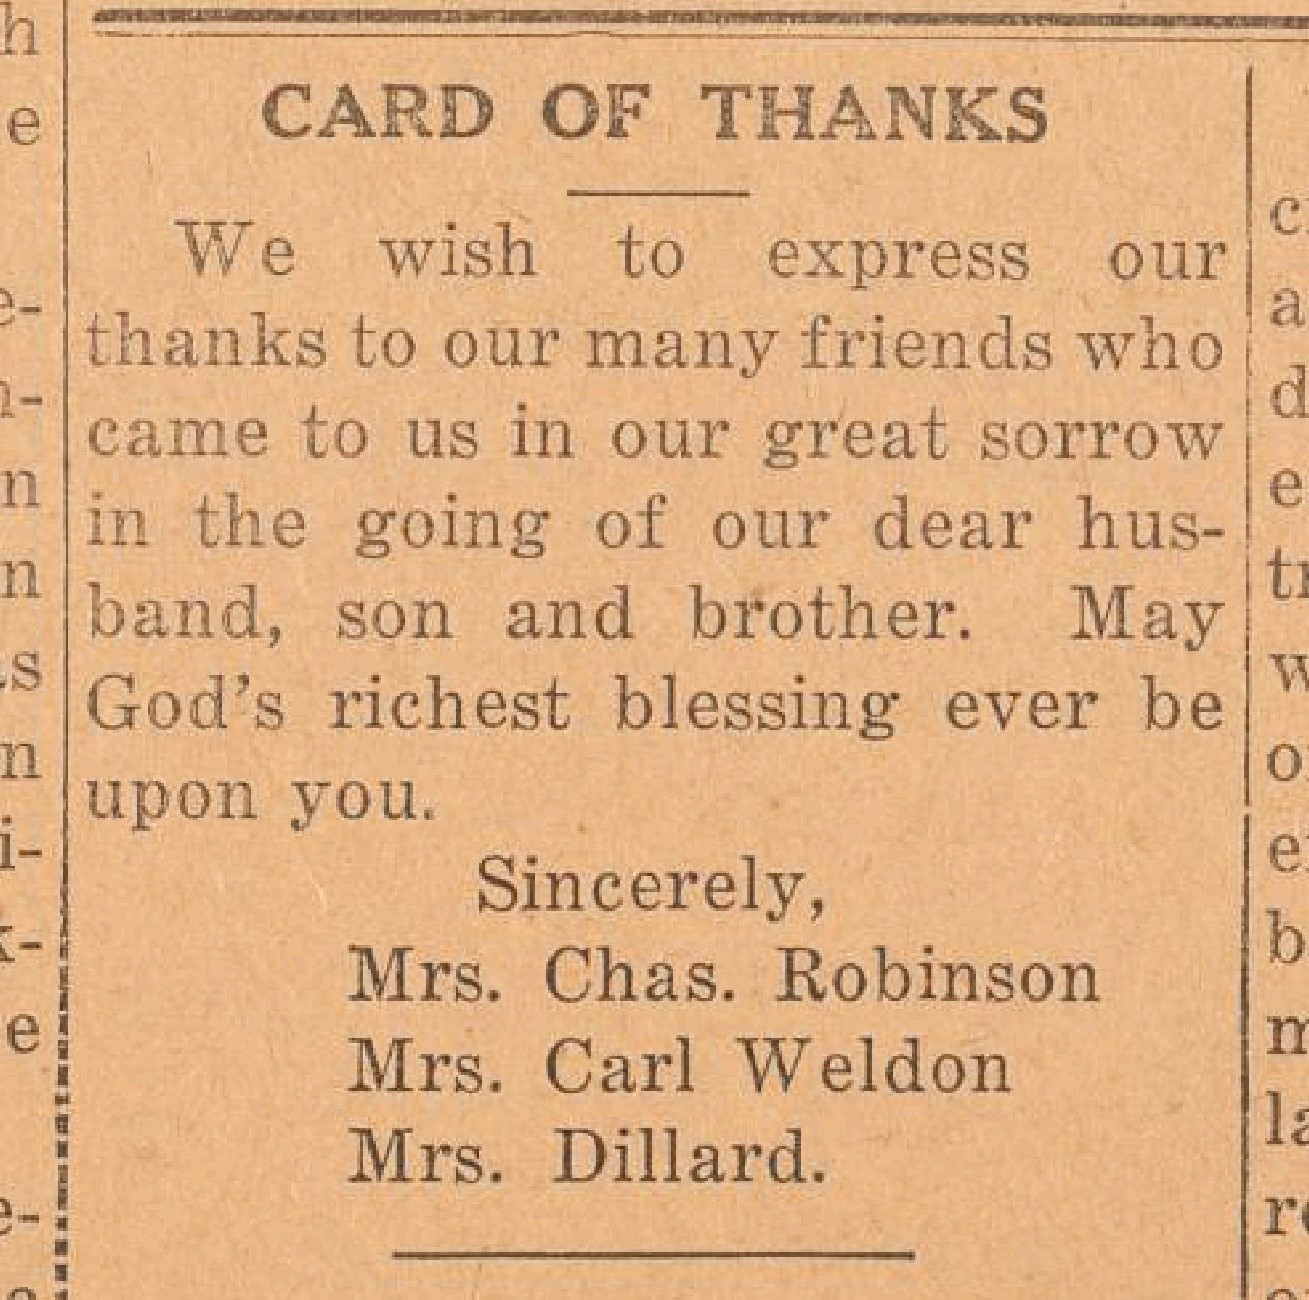 CARD OF THANKS
We wish to express our
thanks to our many friends who
came to us in our great sorrow
in the going of our dear hus-
band, son and brother. May
God's richest blessing ever be
upon you.
Sincerely,
Mrs. Chas. Robinson
Mrs. Carl Weldon
Mrs. Dillard.